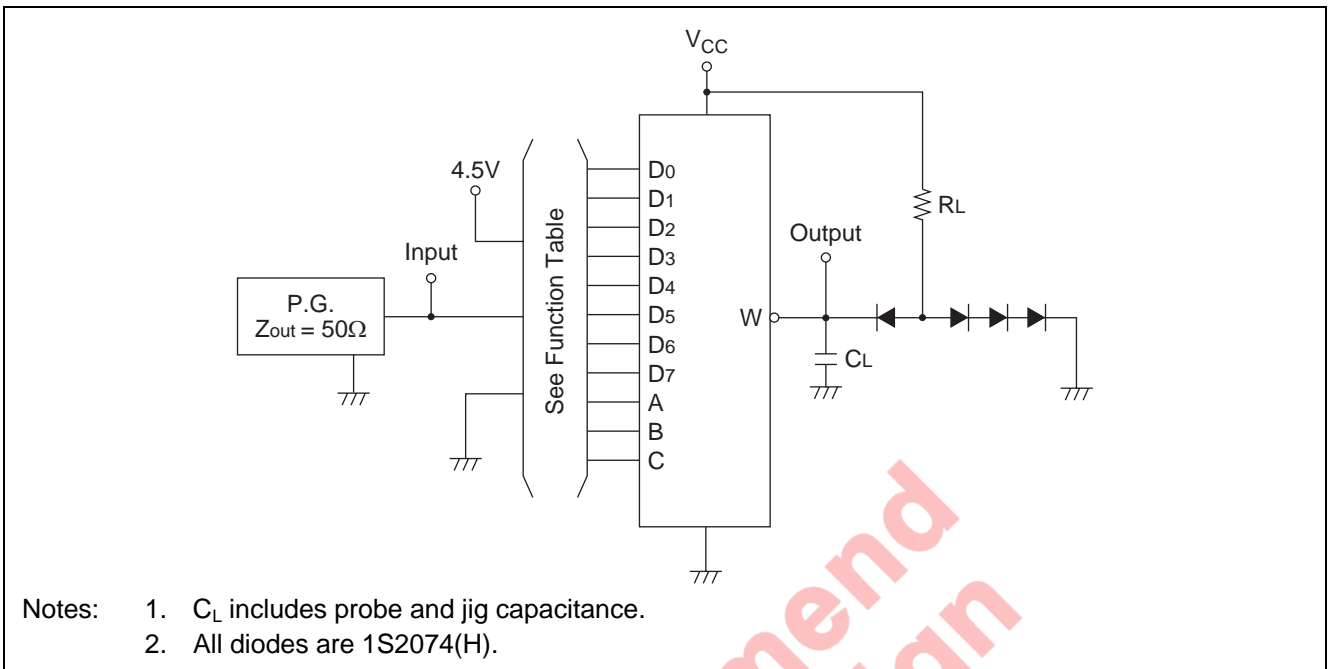 VCC
4.5V
Input
P.G.
Zout = 50Ω
See Function Table
D0
D1
D2
D3
D4
D5
D6
D7
A
B
C
W
Output
RL
CL
Notes: 1. CL includes probe and jig capacitance.
2. All diodes are 1S2074(H).